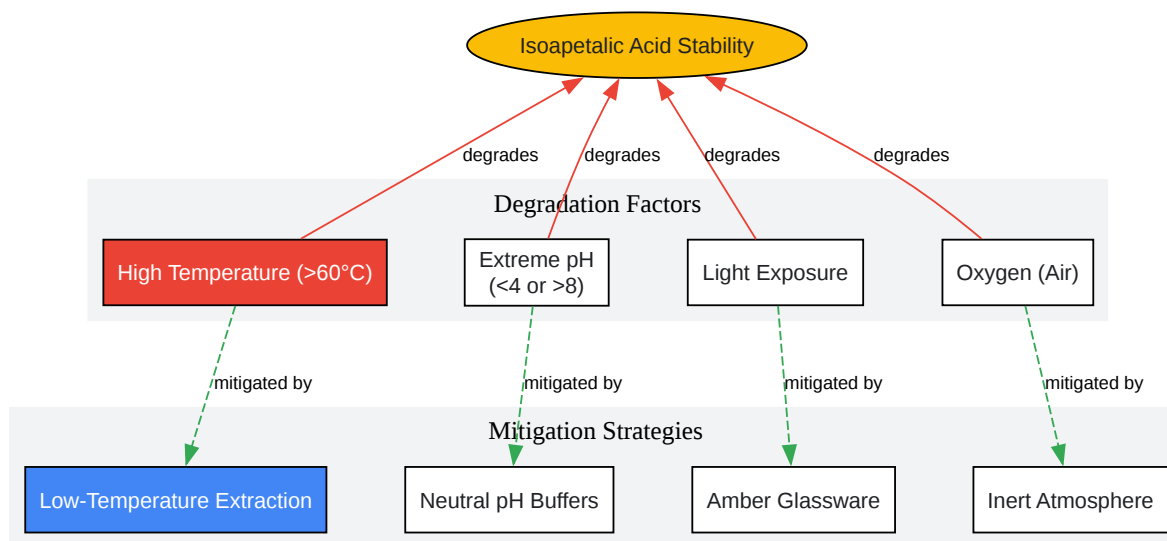 Isoapetalic Acid Stability
degrades
degrades
degrades
degrades
Degradation Factors
High Temperature (>60°C)
Extreme pH
(<4 or >8)
Light Exposure
Oxygen (Air)
mitigated by
mitigated by
mitigated by
mitigated by
Mitigation Strategies
Low-Temperature Extraction
Neutral pH Buffers
Amber Glassware
Inert Atmosphere